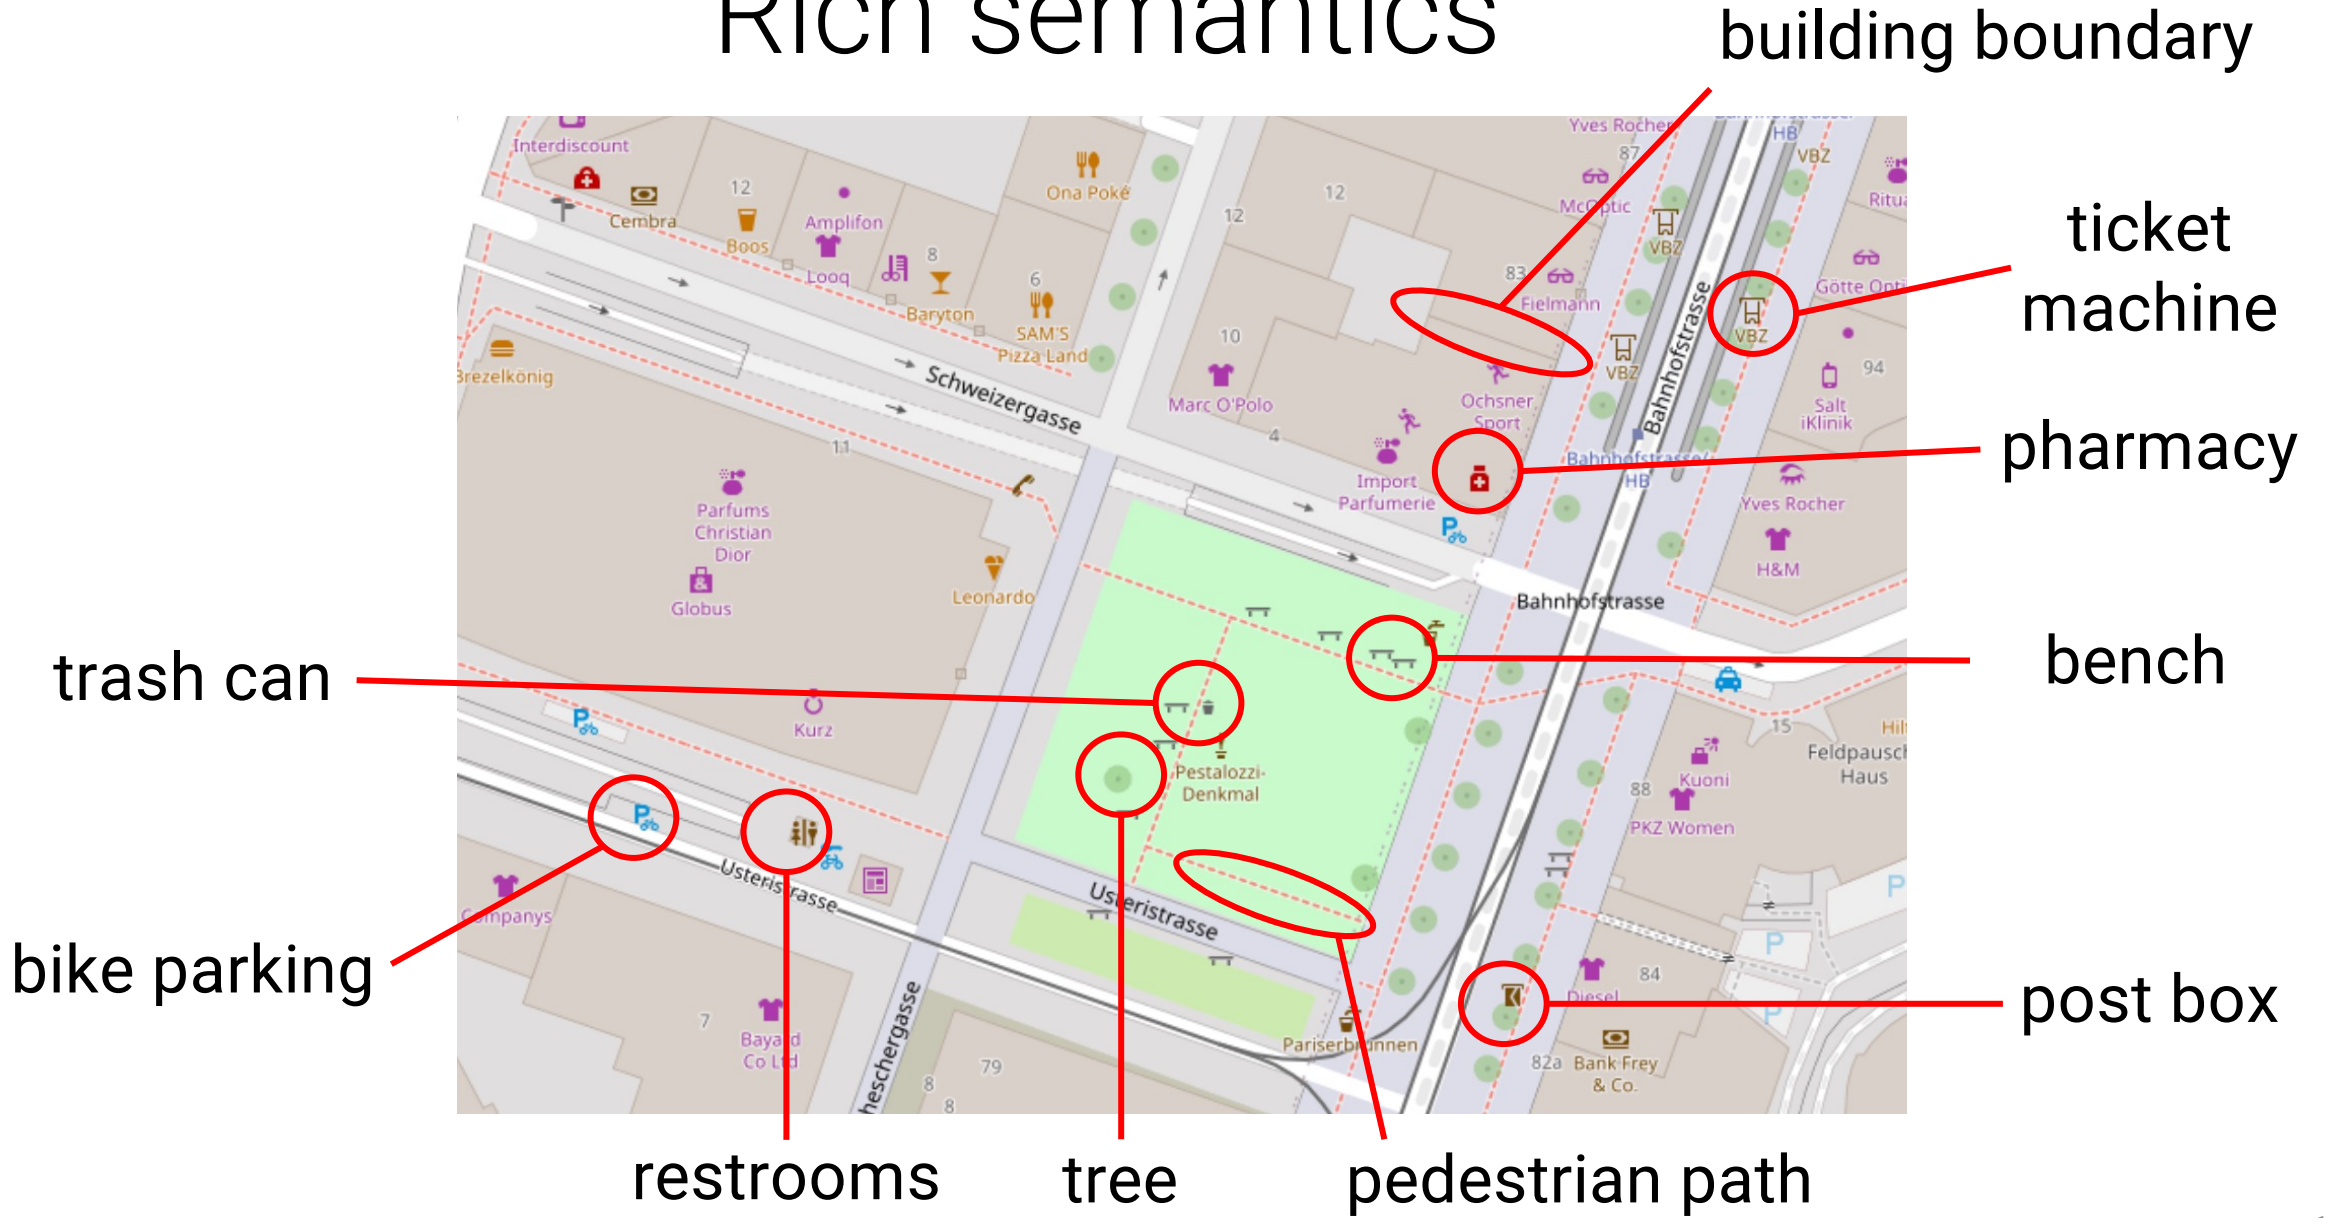 Rich semantics
building boundary
ticket
machine
pharmacy
bench
post box
trash can
bike parking
restrooms
tree
pedestrian path
Interdiscount
Cembra
12
Boos
Amplifon
Looq
8
Baryton
Ona Poké
6
SAM'S
Pizza Land
12
12
10
Marc O'Polo
4
Yves Rocher
87
McOptic
83
Fielmann
Ochsner
Sport
Import
Parfumerie
HB
VBZ
VBZ
VBZ
VBZ
Götte Opti
94
Salt
iKlinik
Yves Rocher
H&M
Bahnhofstrasse
Bahnhofstrasse/
HB
Bahnhofstrasse
Schweizergasse
Brezelkönig
11
Parfums
Christian
Dior
Globus
Leonardo
Kurz
P
P
P
Pestalozzi-
Denkmal
15
Feldpausch
Haus
Kuoni
88
PKZ Women
P
P
P
Usteristrasse
Usteristrasse
Companys
7
Bayard
Co Ltd
79
8
8
Pariserbrunnen
Diesel
84
82a
Bank Frey
& Co.